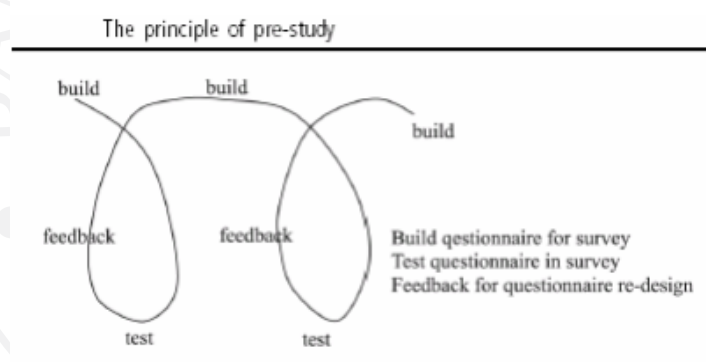 The principle of pre-study
build
build
build
feedback
feedback
Build qestionnaire for survey
Test questionnaire in survey
Feedback for questionnaire re-design
test
test